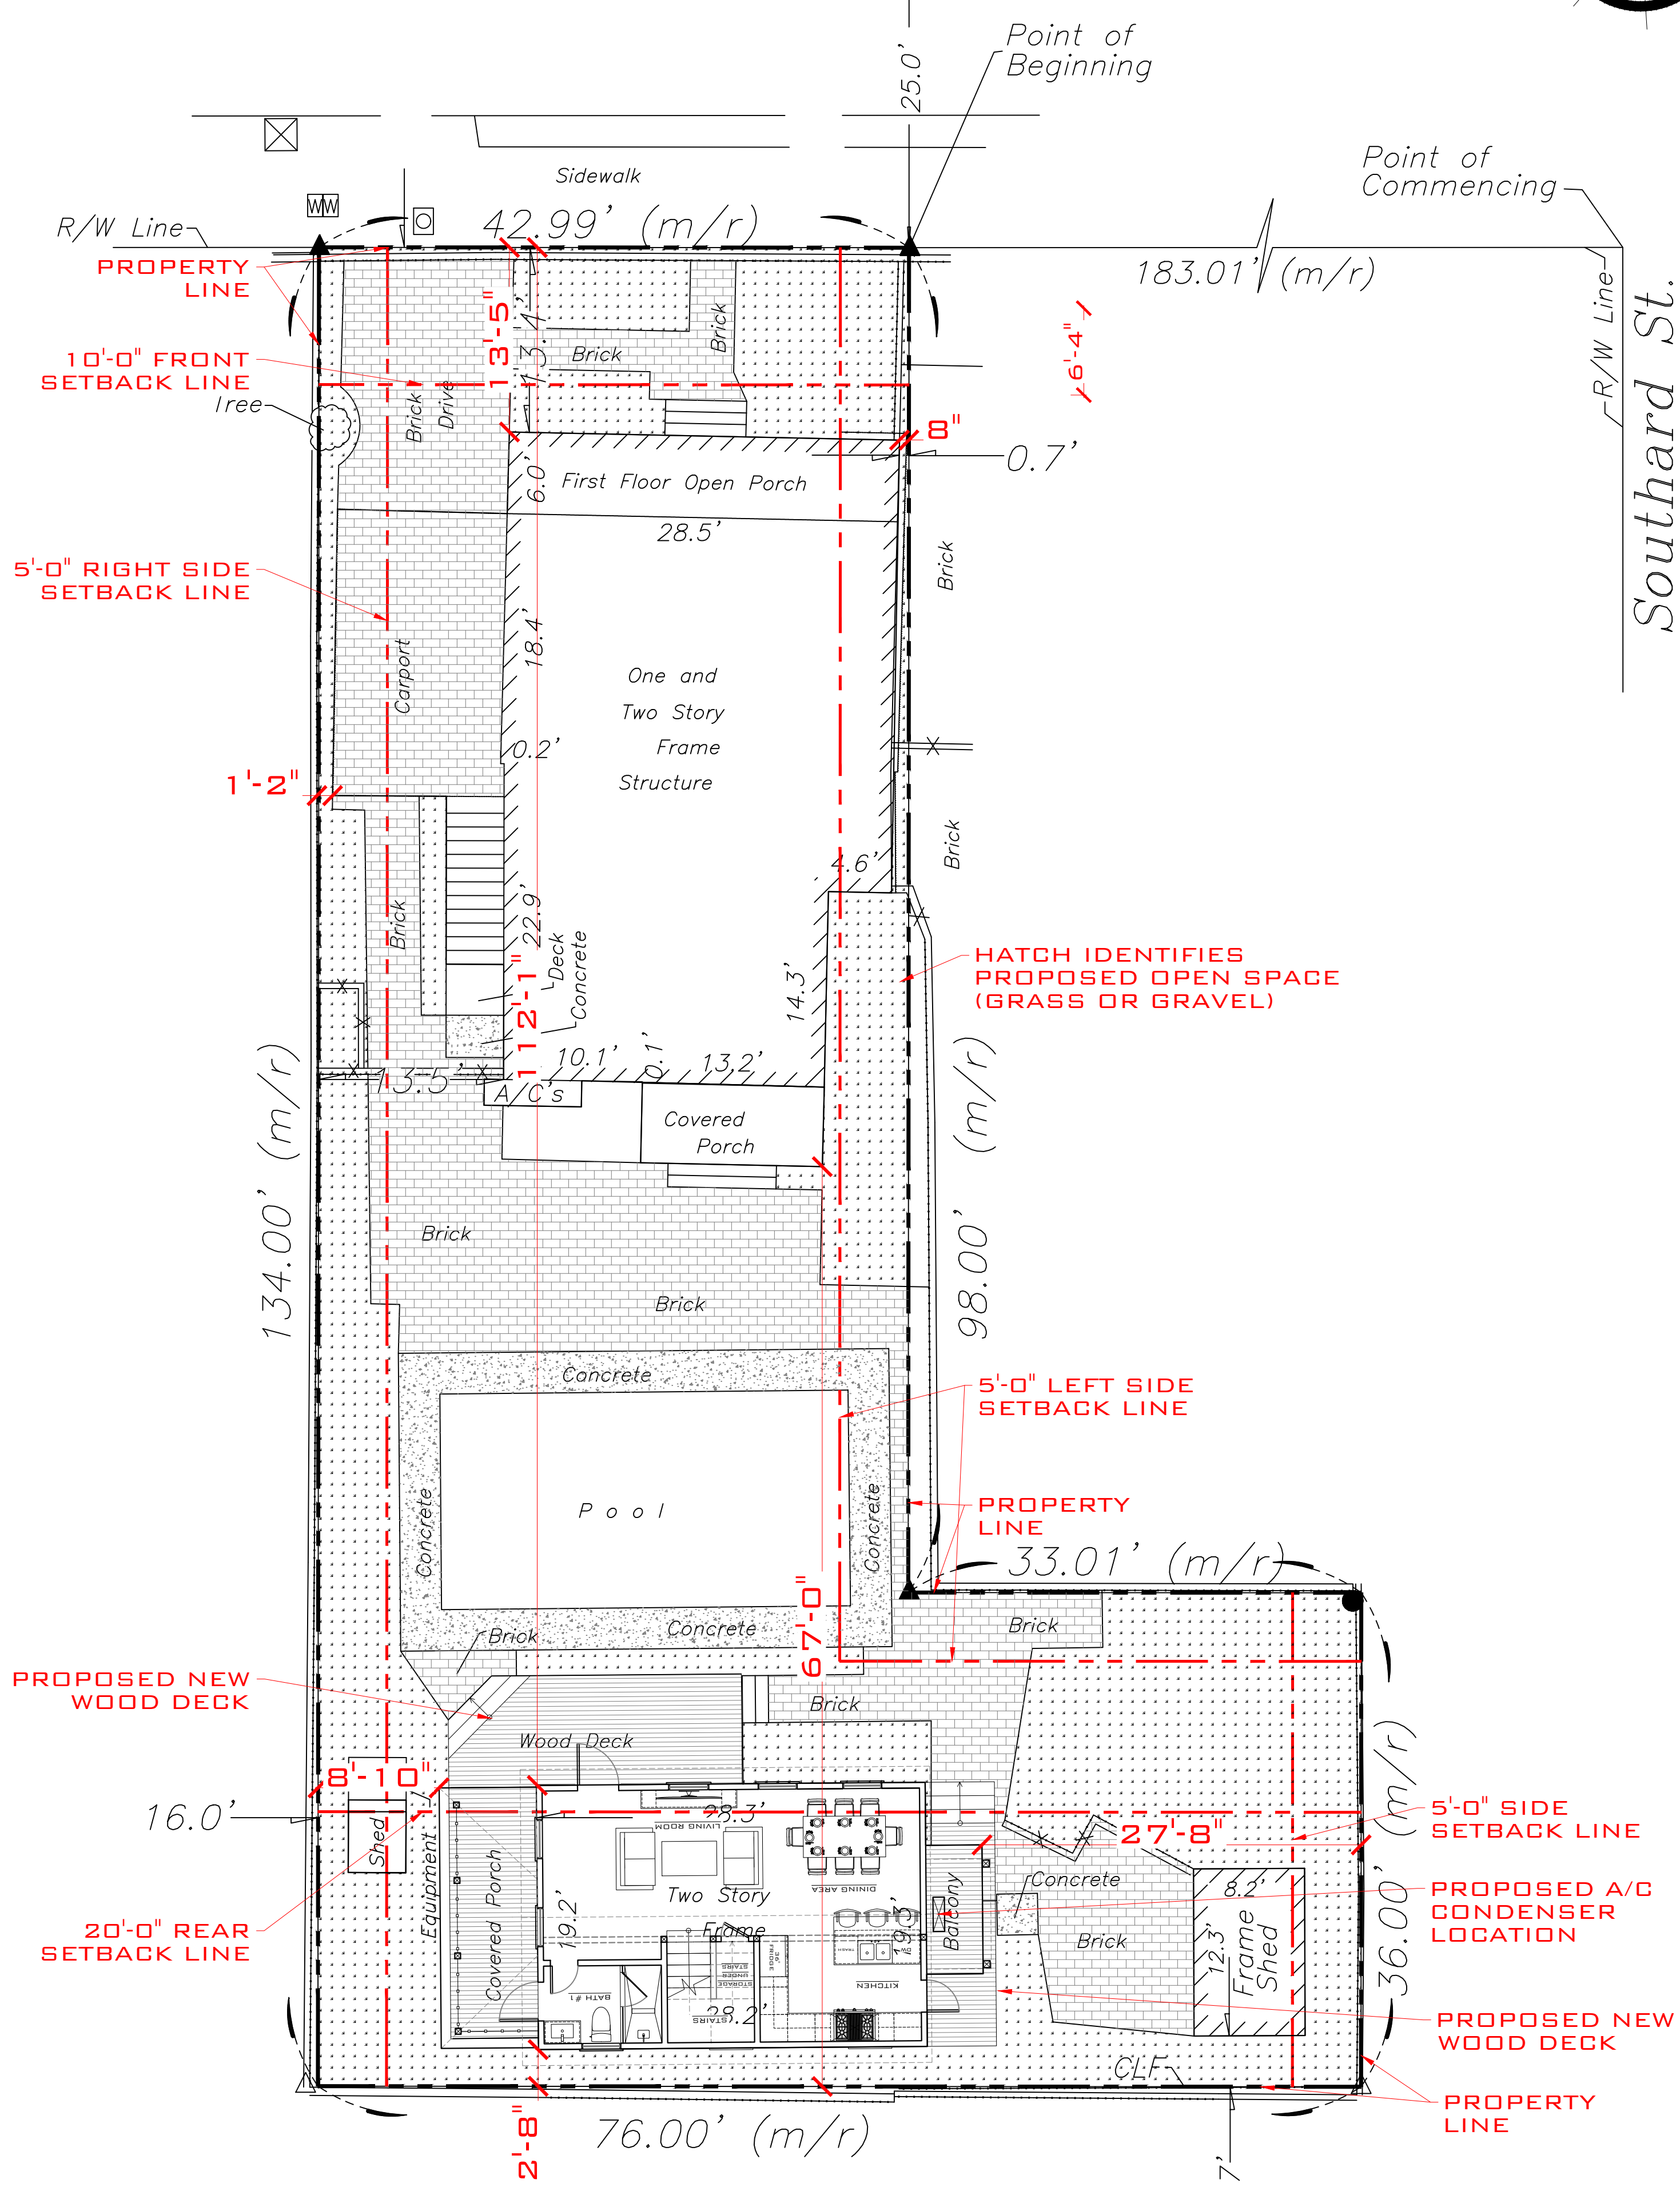 Point of
Beginning
25.0'
Point of
Commencing
Sidewalk
WW
R/W Line
42.99' (m/r)
183.01' (m/r)
R/W Line
Southard St.
PROPERTY
LINE
13'-5"
13.4'
Brick
Brick
6'-4"
10'-0" FRONT
SETBACK LINE
Tree
Brick
Drive
8"
0.7'
6.0'
First Floor Open Porch
28.5'
Brick
5'-0" RIGHT SIDE
SETBACK LINE
18.4'
Carport
One and
Two Story
Frame
Structure
0.2'
1'-2"
Brick
4.6'
22.9'
Brick
Deck
Concrete
112'-1"
14.3'
HATCH IDENTIFIES
PROPOSED OPEN SPACE
(GRASS OR GRAVEL)
10.1'
0.1'
13.2'
13.5'
A/C's
Covered
Porch
134.00' (m/r)
98.00' (m/r)
Brick
Brick
Concrete
5'-0" LEFT SIDE
SETBACK LINE
Concrete
Pool
Concrete
PROPERTY
LINE
33.01' (m/r)
67'-0"
Concrete
Brick
Brick
PROPOSED NEW
WOOD DECK
Brick
Wood Deck
8'-10"
16.0'
Shed
Equipment
Covered Porch
28.3'
LIVING ROOM
DINING AREA
Two Story
Frame
19.2'
19.3'
Balcony
27'-8"
5'-0" SIDE
SETBACK LINE
(m/r)
36.00'
Concrete
8.2'
PROPOSED A/C
CONDENSER
LOCATION
20'-0" REAR
SETBACK LINE
Brick
12.3'
Frame
Shed
36"
FRIDGE
TRASH
DW
KITCHEN
STORAGE
UNDER
STAIRS
BATH #1
(STAIRS
28.2'
PROPOSED NEW
WOOD DECK
CLF
PROPERTY
LINE
2'-8"
76.00' (m/r)
7'